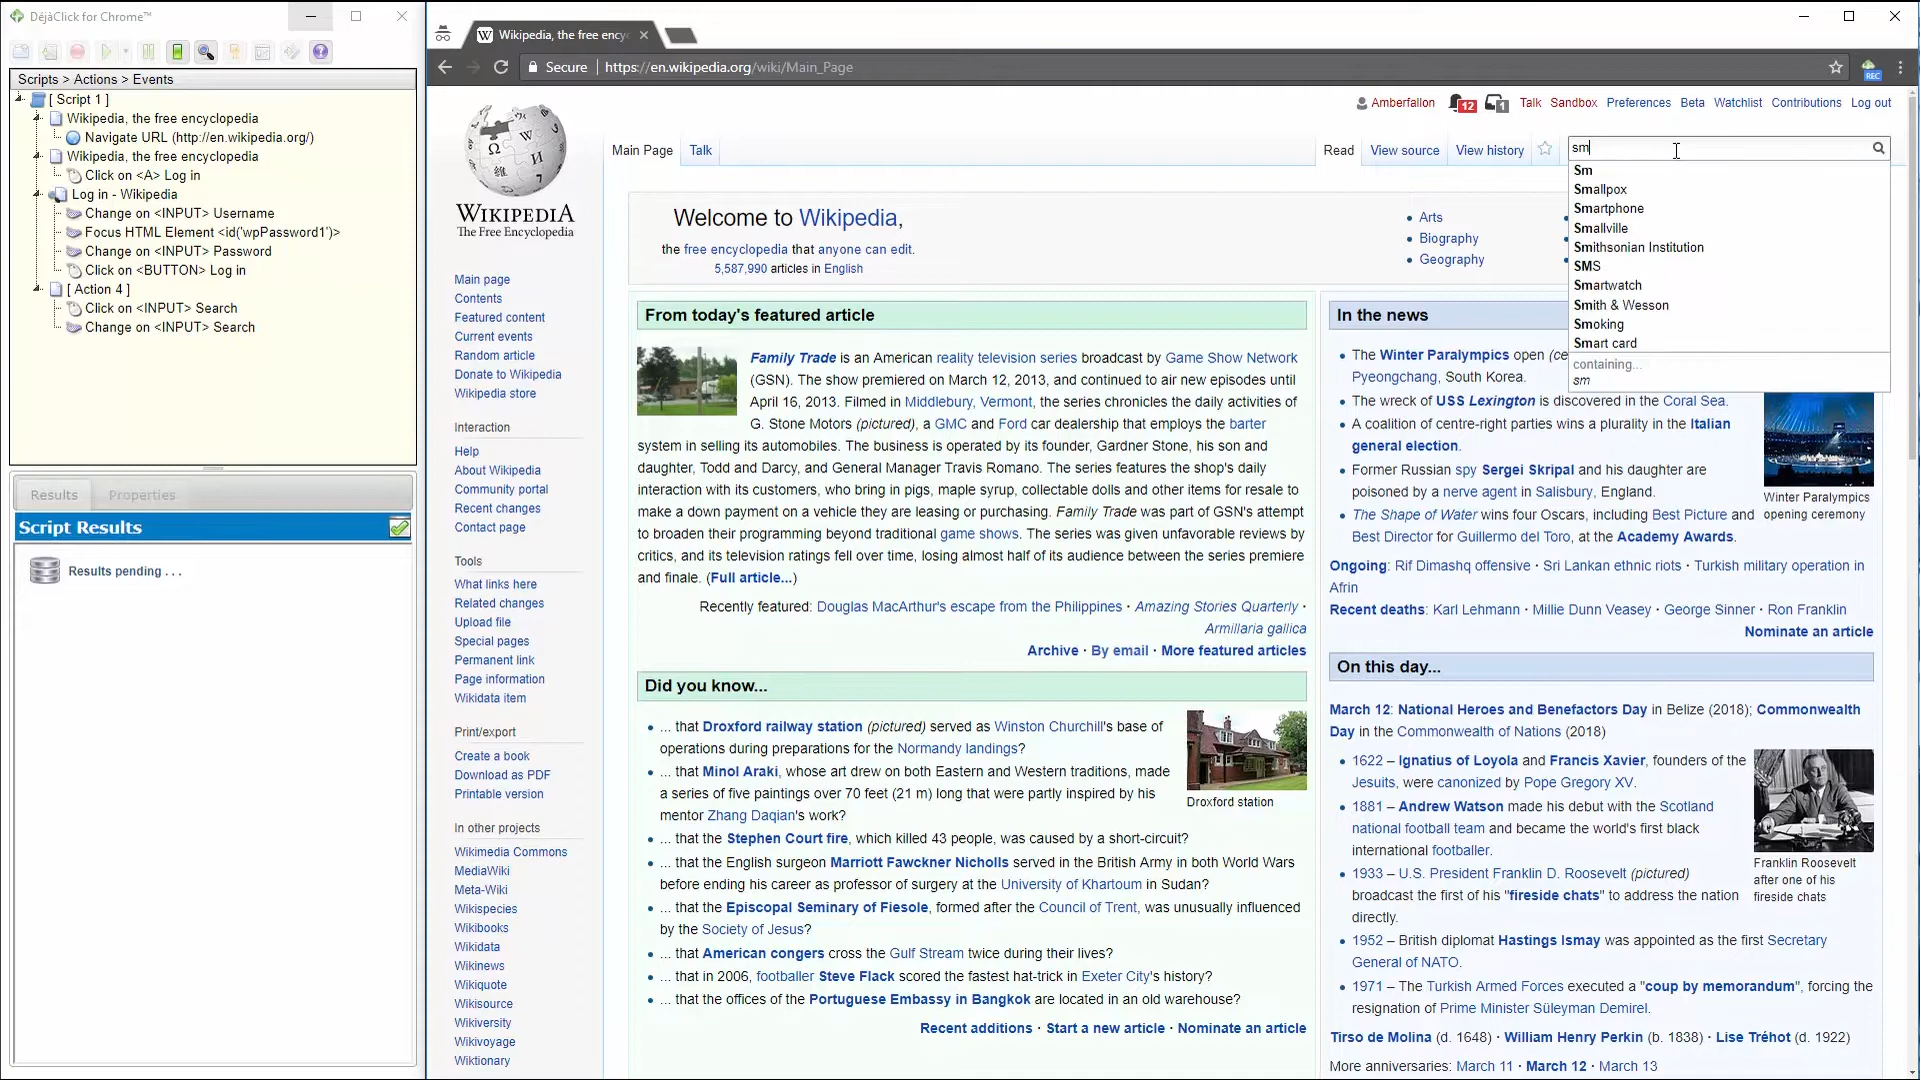 DéjàClick for Chrome™
Scripts > Actions > Events
[ Script 1 ]
Wikipedia, the free encyclopedia
Navigate URL (http://en.wikipedia.org/)
Wikipedia, the free encyclopedia
Click on <A> Log in
Log in - Wikipedia
Change on <INPUT> Username
Focus HTML Element <id('wpPassword1')>
Change on <INPUT> Password
Click on <BUTTON> Log in
[ Action 4 ]
Click on <INPUT> Search
Change on <INPUT> Search
Results Properties
Script Results
Results pending . . .
Wikipedia, the free ency
Secure https://en.wikipedia.org/wiki/Main_Page
REC
Amberfallon 12 1 Talk Sandbox Preferences Beta Watchlist Contributions Log out
Main Page Talk Read View source View history sm
Sm
Smallpox
Smartphone
Smallville
Smithsonian Institution
SMS
Smartwatch
Smith & Wesson
Smoking
Smart card
containing...
sm
WIKIPEDIA
The Free Encyclopedia
Main page
Contents
Featured content
Current events
Random article
Donate to Wikipedia
Wikipedia store
Interaction
Help
About Wikipedia
Community portal
Recent changes
Contact page
Tools
What links here
Related changes
Upload file
Special pages
Permanent link
Page information
Wikidata item
Print/export
Create a book
Download as PDF
Printable version
In other projects
Wikimedia Commons
MediaWiki
Meta-Wiki
Wikispecies
Wikibooks
Wikidata
Wikinews
Wikiquote
Wikisource
Wikiversity
Wikivoyage
Wiktionary
Welcome to Wikipedia,
the free encyclopedia that anyone can edit.
5,587,990 articles in English
Arts
Biography
Geography
From today's featured article
Family Trade is an American reality television series broadcast by Game Show Network
(GSN). The show premiered on March 12, 2013, and continued to air new episodes until
April 16, 2013. Filmed in Middlebury, Vermont, the series chronicles the daily activities of
G. Stone Motors (pictured), a GMC and Ford car dealership that employs the barter
system in selling its automobiles. The business is operated by its founder, Gardner Stone, his son and
daughter, Todd and Darcy, and General Manager Travis Romano. The series features the shop's daily
interaction with its customers, who bring in pigs, maple syrup, collectable dolls and other items for resale to
make a down payment on a vehicle they are leasing or purchasing. Family Trade was part of GSN's attempt
to broaden their programming beyond traditional game shows. The series was given unfavorable reviews by
critics, and its television ratings fell over time, losing almost half of its audience between the series premiere
and finale. (Full article...)
Recently featured: Douglas MacArthur's escape from the Philippines · Amazing Stories Quarterly ·
Armillaria gallica
Archive · By email · More featured articles
Did you know...
... that Droxford railway station (pictured) served as Winston Churchill's base of
operations during preparations for the Normandy landings?
... that Minol Araki, whose art drew on both Eastern and Western traditions, made
a series of five paintings over 70 feet (21 m) long that were partly inspired by his
mentor Zhang Daqian's work?
Droxford station
... that the Stephen Court fire, which killed 43 people, was caused by a short-circuit?
... that the English surgeon Marriott Fawckner Nicholls served in the British Army in both World Wars
before ending his career as professor of surgery at the University of Khartoum in Sudan?
... that the Episcopal Seminary of Fiesole, formed after the Council of Trent, was unusually influenced
by the Society of Jesus?
... that American congers cross the Gulf Stream twice during their lives?
... that in 2006, footballer Steve Flack scored the fastest hat-trick in Exeter City's history?
... that the offices of the Portuguese Embassy in Bangkok are located in an old warehouse?
Recent additions · Start a new article · Nominate an article
In the news
The Winter Paralympics open (ce
Pyeongchang, South Korea.
The wreck of USS Lexington is discovered in the Coral Sea.
A coalition of centre-right parties wins a plurality in the Italian
general election.
Former Russian spy Sergei Skripal and his daughter are
poisoned by a nerve agent in Salisbury, England.
The Shape of Water wins four Oscars, including Best Picture and
Best Director for Guillermo del Toro, at the Academy Awards.
Winter Paralympics
opening ceremony
Ongoing: Rif Dimashq offensive · Sri Lankan ethnic riots · Turkish military operation in
Afrin
Recent deaths: Karl Lehmann · Millie Dunn Veasey · George Sinner · Ron Franklin
Nominate an article
On this day...
March 12: National Heroes and Benefactors Day in Belize (2018); Commonwealth
Day in the Commonwealth of Nations (2018)
1622 – Ignatius of Loyola and Francis Xavier, founders of the
Jesuits, were canonized by Pope Gregory XV.
1881 – Andrew Watson made his debut with the Scotland
national football team and became the world's first black
international footballer.
1933 – U.S. President Franklin D. Roosevelt (pictured)
broadcast the first of his "fireside chats" to address the nation
directly.
Franklin Roosevelt
after one of his
fireside chats
1952 – British diplomat Hastings Ismay was appointed as the first Secretary
General of NATO.
1971 – The Turkish Armed Forces executed a "coup by memorandum", forcing the
resignation of Prime Minister Süleyman Demirel.
Tirso de Molina (d. 1648) · William Henry Perkin (b. 1838) · Lise Tréhot (d. 1922)
More anniversaries: March 11 · March 12 · March 13